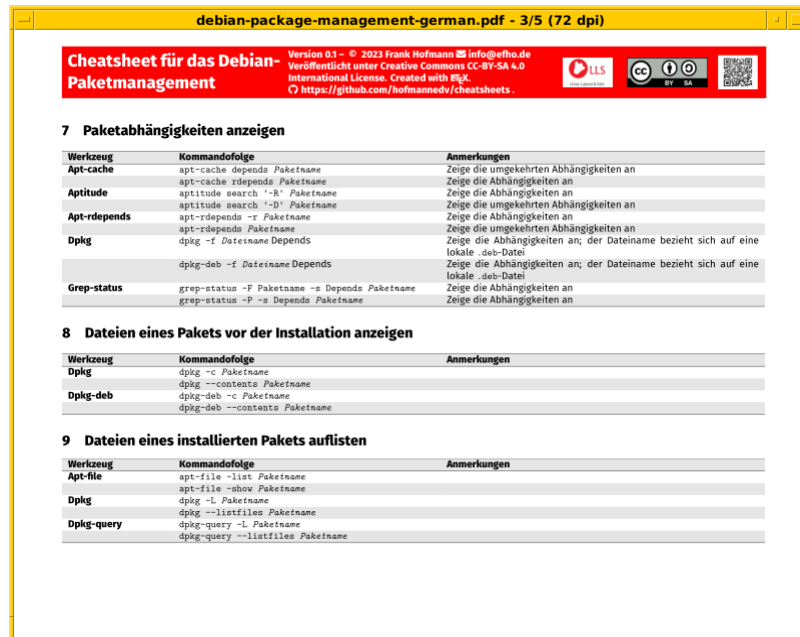 debian-package-management-german.pdf - 3/5 (72 dpi)
Cheatsheet für das Debian-
Paketmanagement
Version 0.1 – © 2023 Frank Hofmann info@efho.de
Veröffentlicht unter Creative Commons CC-BY-SA 4.0
International License. Created with LaTeX.
https://github.com/hofmannedv/cheatsheets .
LLS
cc BY SA
7 Paketabhängigkeiten anzeigen
Werkzeug Kommandofolge Anmerkungen
Apt-cache apt-cache depends Paketname Zeige die umgekehrten Abhängigkeiten an
apt-cache rdepends Paketname Zeige die Abhängigkeiten an
Aptitude aptitude search '~R' Paketname Zeige die Abhängigkeiten an
aptitude search '~D' Paketname Zeige die umgekehrten Abhängigkeiten an
Apt-rdepends apt-rdepends -r Paketname Zeige die Abhängigkeiten an
apt-rdepends Paketname Zeige die umgekehrten Abhängigkeiten an
Dpkg dpkg -f Dateiname Depends Zeige die Abhängigkeiten an; der Dateiname bezieht sich auf eine
lokale .deb-Datei
dpkg-deb -f Dateiname Depends Zeige die Abhängigkeiten an; der Dateiname bezieht sich auf eine
lokale .deb-Datei
Grep-status grep-status -F Paketname -s Depends Paketname Zeige die Abhängigkeiten an
grep-status -P -s Depends Paketname Zeige die Abhängigkeiten an
8 Dateien eines Pakets vor der Installation anzeigen
Werkzeug Kommandofolge Anmerkungen
Dpkg dpkg -c Paketname
dpkg --contents Paketname
Dpkg-deb dpkg-deb -c Paketname
dpkg-deb --contents Paketname
9 Dateien eines installierten Pakets auflisten
Werkzeug Kommandofolge Anmerkungen
Apt-file apt-file -list Paketname
apt-file -show Paketname
Dpkg dpkg -L Paketname
dpkg --listfiles Paketname
Dpkg-query dpkg-query -L Paketname
dpkg-query --listfiles Paketname